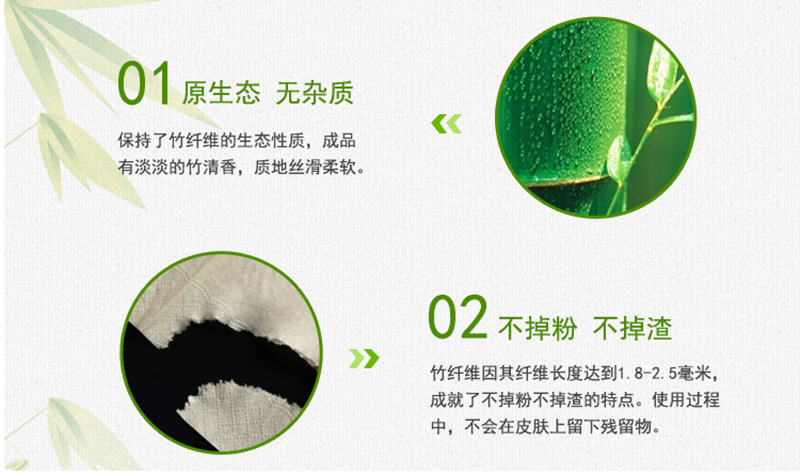 01 原生态 无杂质
保持了竹纤维的生态性质，成品
有淡淡的竹清香，质地丝滑柔软。
02 不掉粉 不掉渣
竹纤维因其纤维长度达到1.8-2.5毫米，
成就了不掉粉不掉渣的特点。使用过程
中，不会在皮肤上留下残留物。